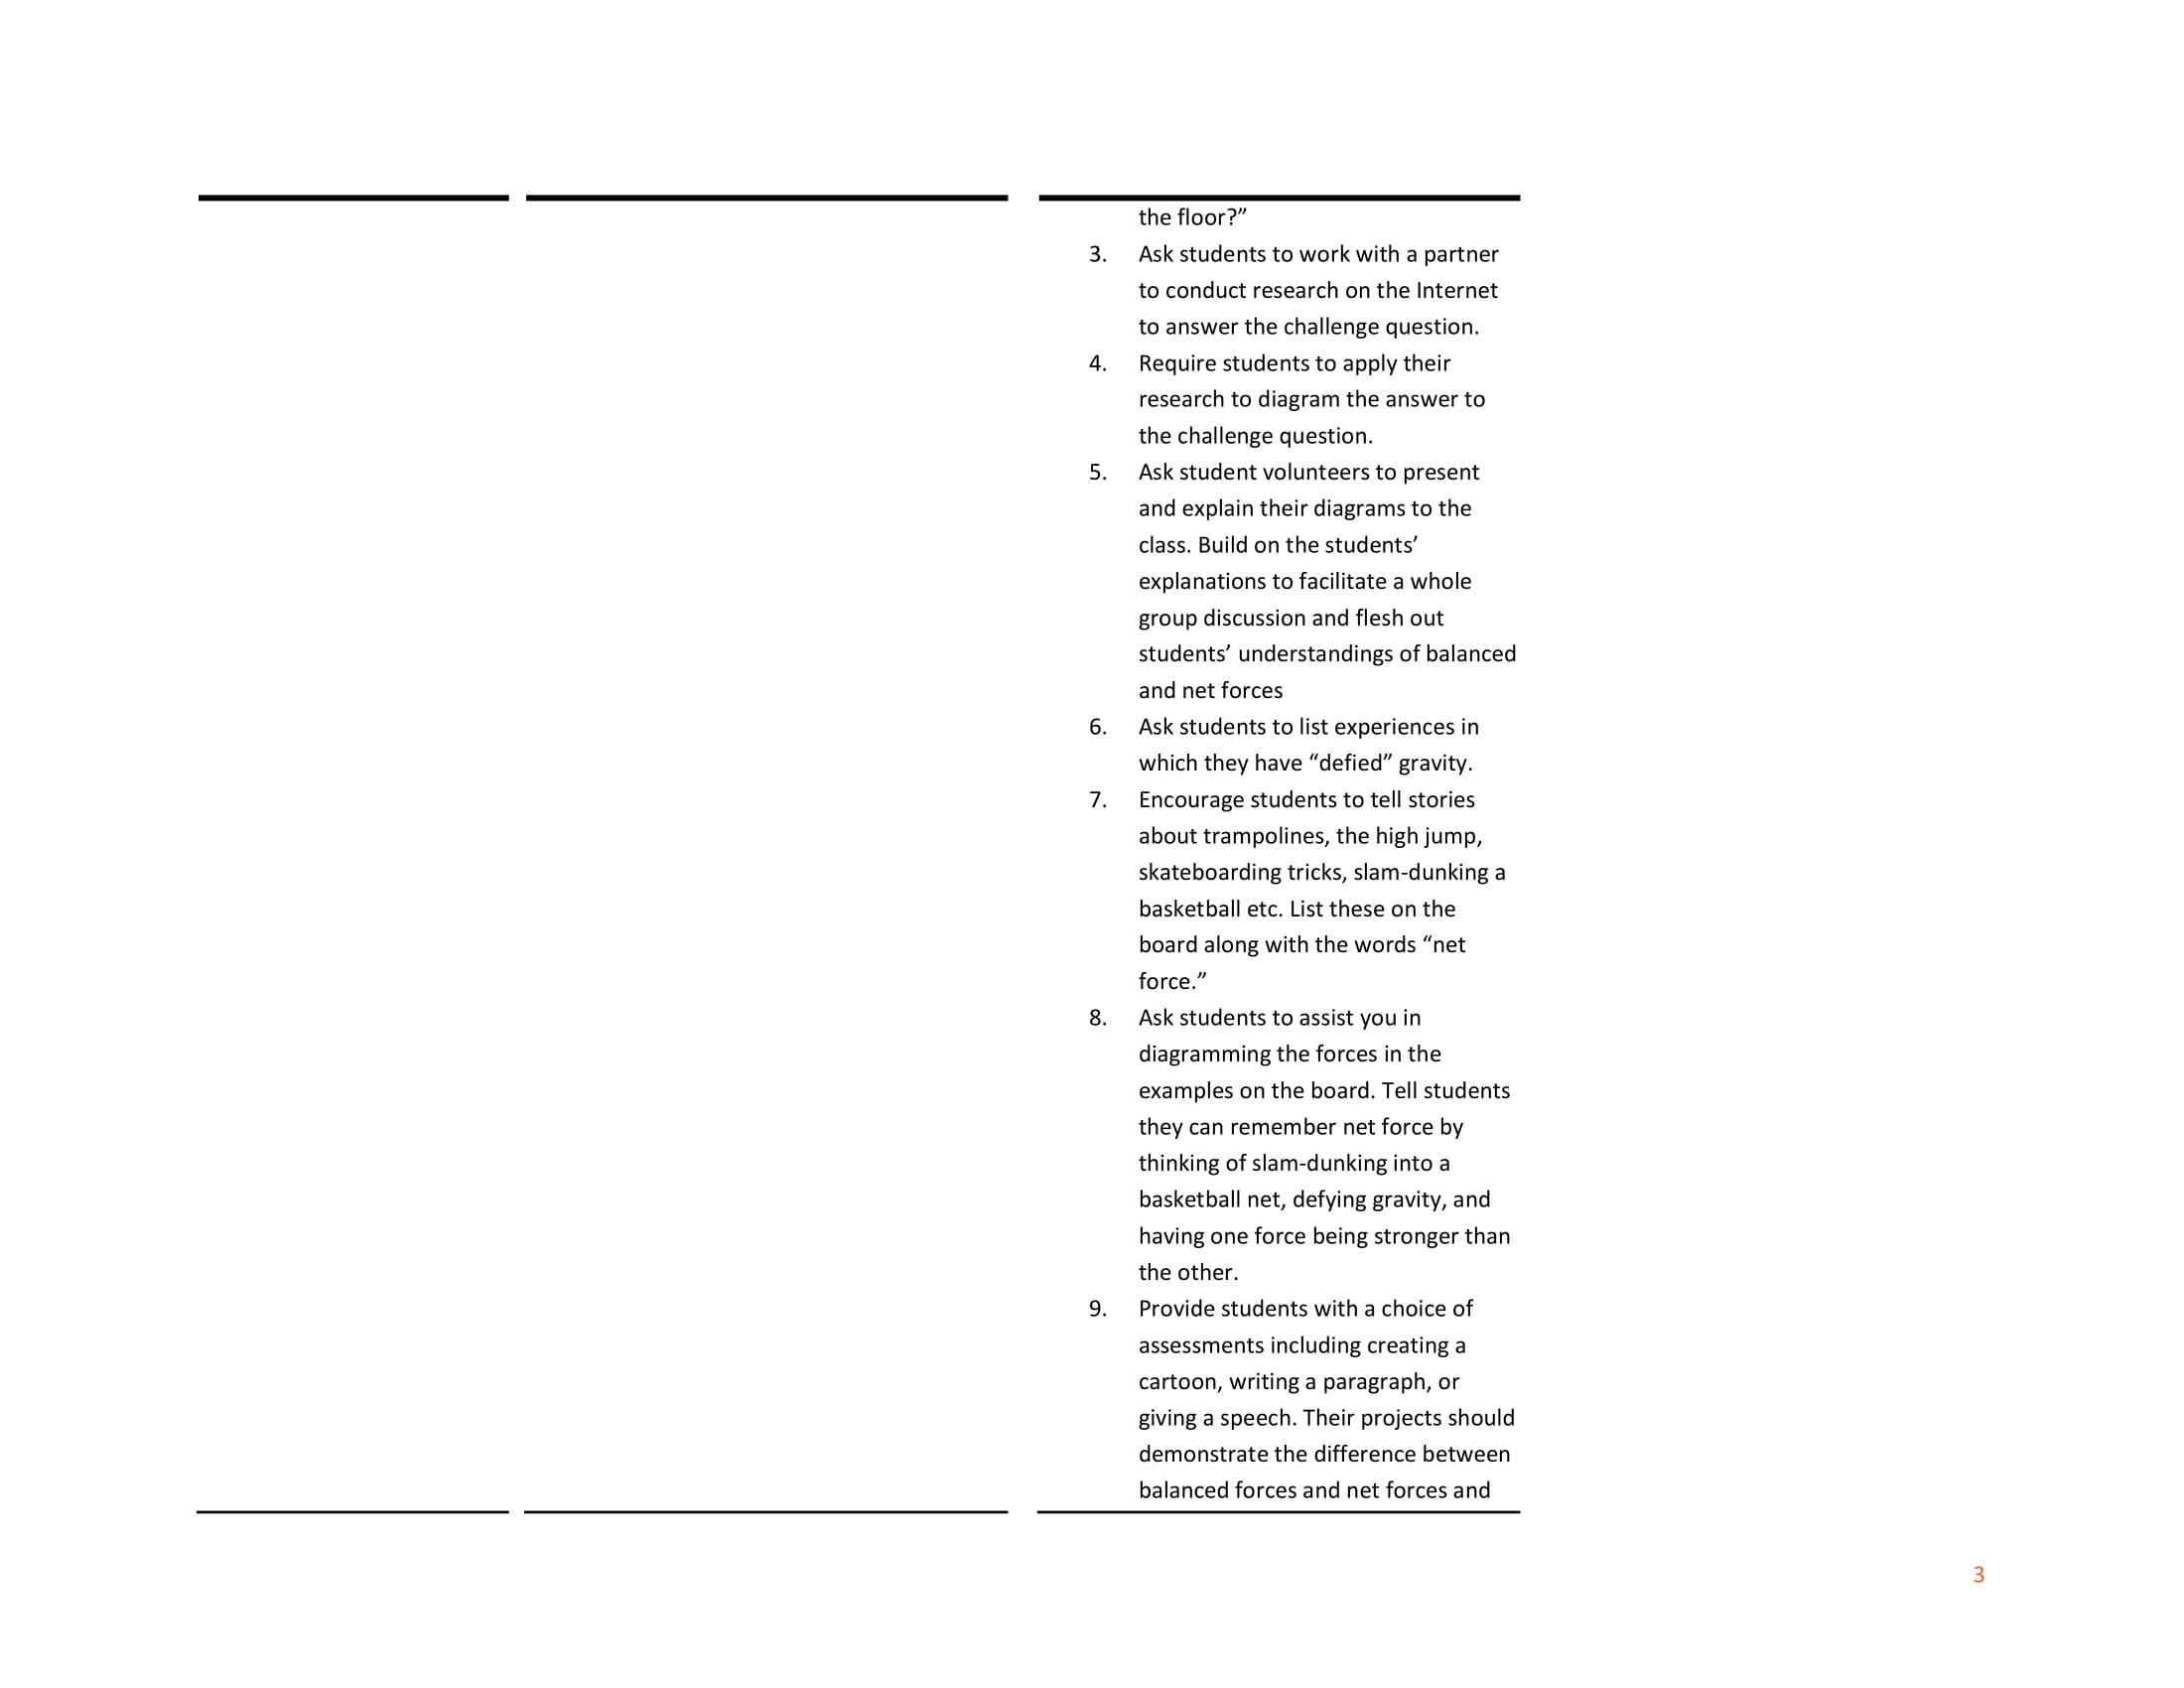 the floor?”
3. Ask students to work with a partner
to conduct research on the Internet
to answer the challenge question.
4. Require students to apply their
research to diagram the answer to
the challenge question.
5. Ask student volunteers to present
and explain their diagrams to the
class. Build on the students’
explanations to facilitate a whole
group discussion and flesh out
students’ understandings of balanced
and net forces
6. Ask students to list experiences in
which they have “defied” gravity.
7. Encourage students to tell stories
about trampolines, the high jump,
skateboarding tricks, slam-dunking a
basketball etc. List these on the
board along with the words “net
force.”
8. Ask students to assist you in
diagramming the forces in the
examples on the board. Tell students
they can remember net force by
thinking of slam-dunking into a
basketball net, defying gravity, and
having one force being stronger than
the other.
9. Provide students with a choice of
assessments including creating a
cartoon, writing a paragraph, or
giving a speech. Their projects should
demonstrate the difference between
balanced forces and net forces and
3